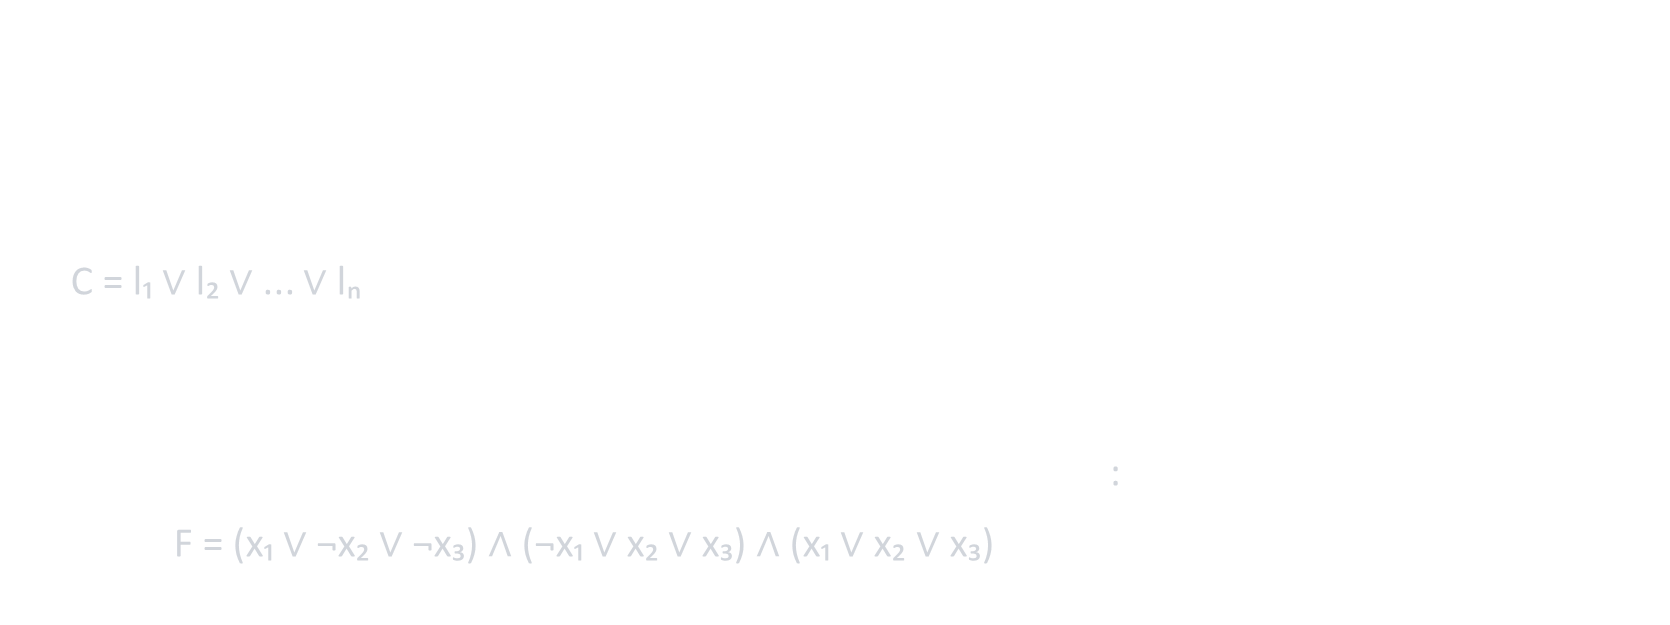 C = l₁ ∨ l₂ ∨ … ∨ lₙ
:
F = (x₁ ∨ ¬x₂ ∨ ¬x₃) ∧ (¬x₁ ∨ x₂ ∨ x₃) ∧ (x₁ ∨ x₂ ∨ x₃)